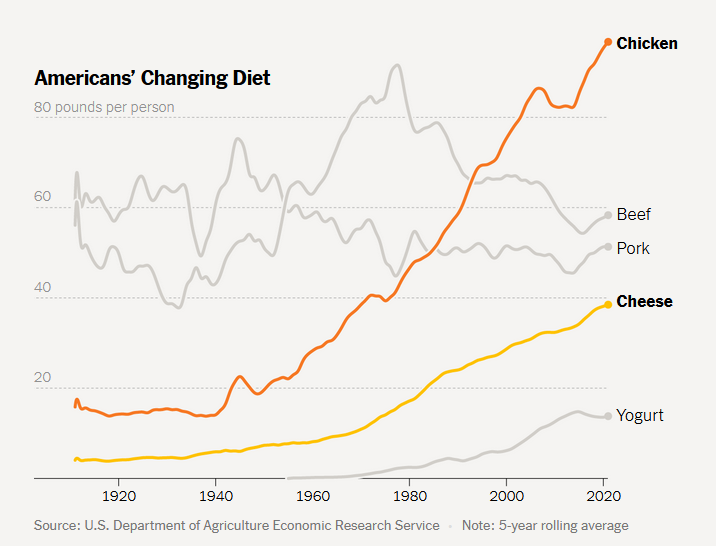 Chicken
Americans’ Changing Diet
80 pounds per person
60
Beef
Pork
40
Cheese
20
Yogurt
1920 1940 1960 1980 2000 2020
Source: U.S. Department of Agriculture Economic Research Service · Note: 5-year rolling average